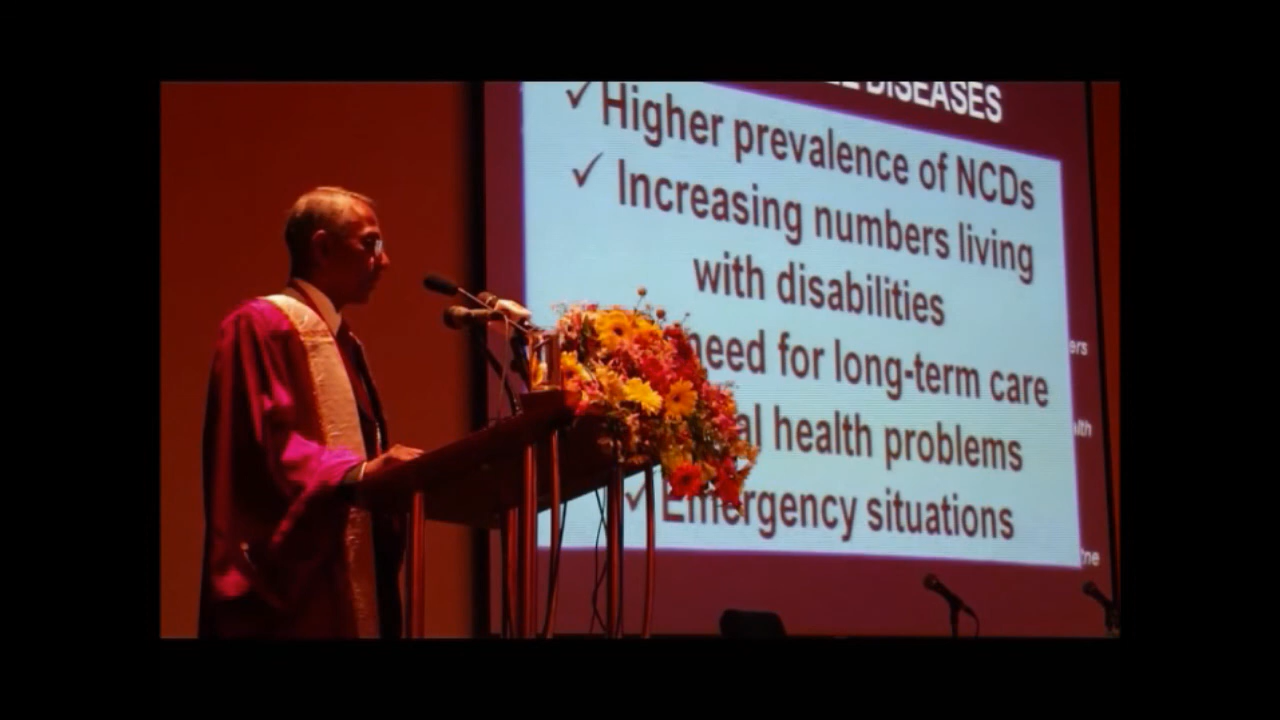 DISEASES
✓ Higher prevalence of NCDs
✓ Increasing numbers living
with disabilities
need for long-term care
health problems
✓ Emergency situations